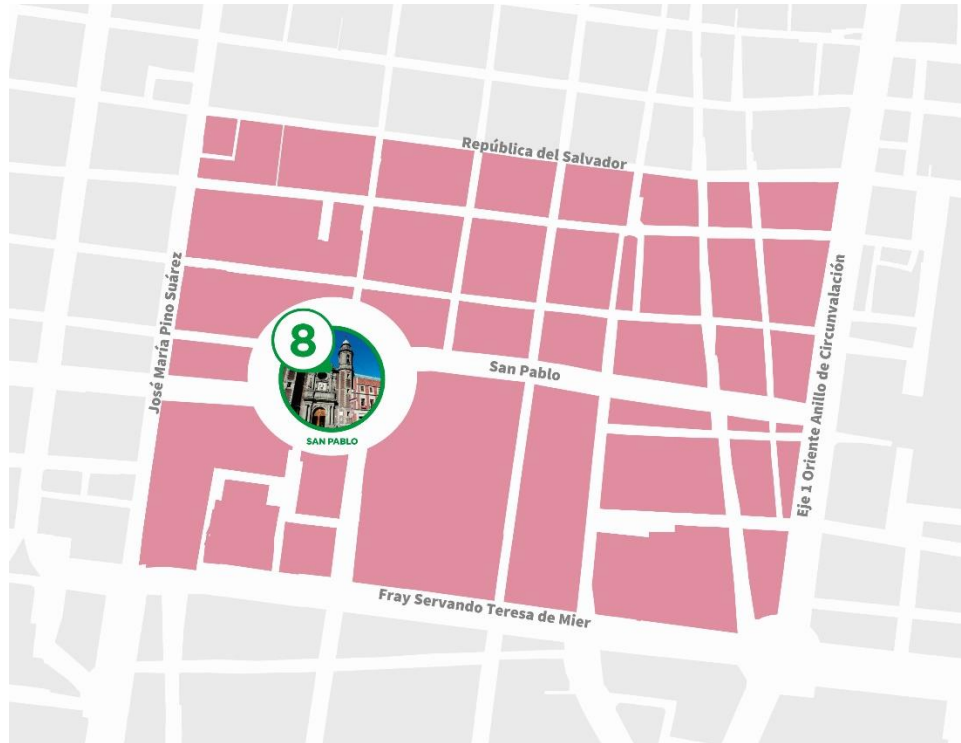 República del Salvador
José María Pino Suárez
8
San Pablo
SAN PABLO
Eje 1 Oriente Anillo de Circunvalación
Fray Servando Teresa de Mier